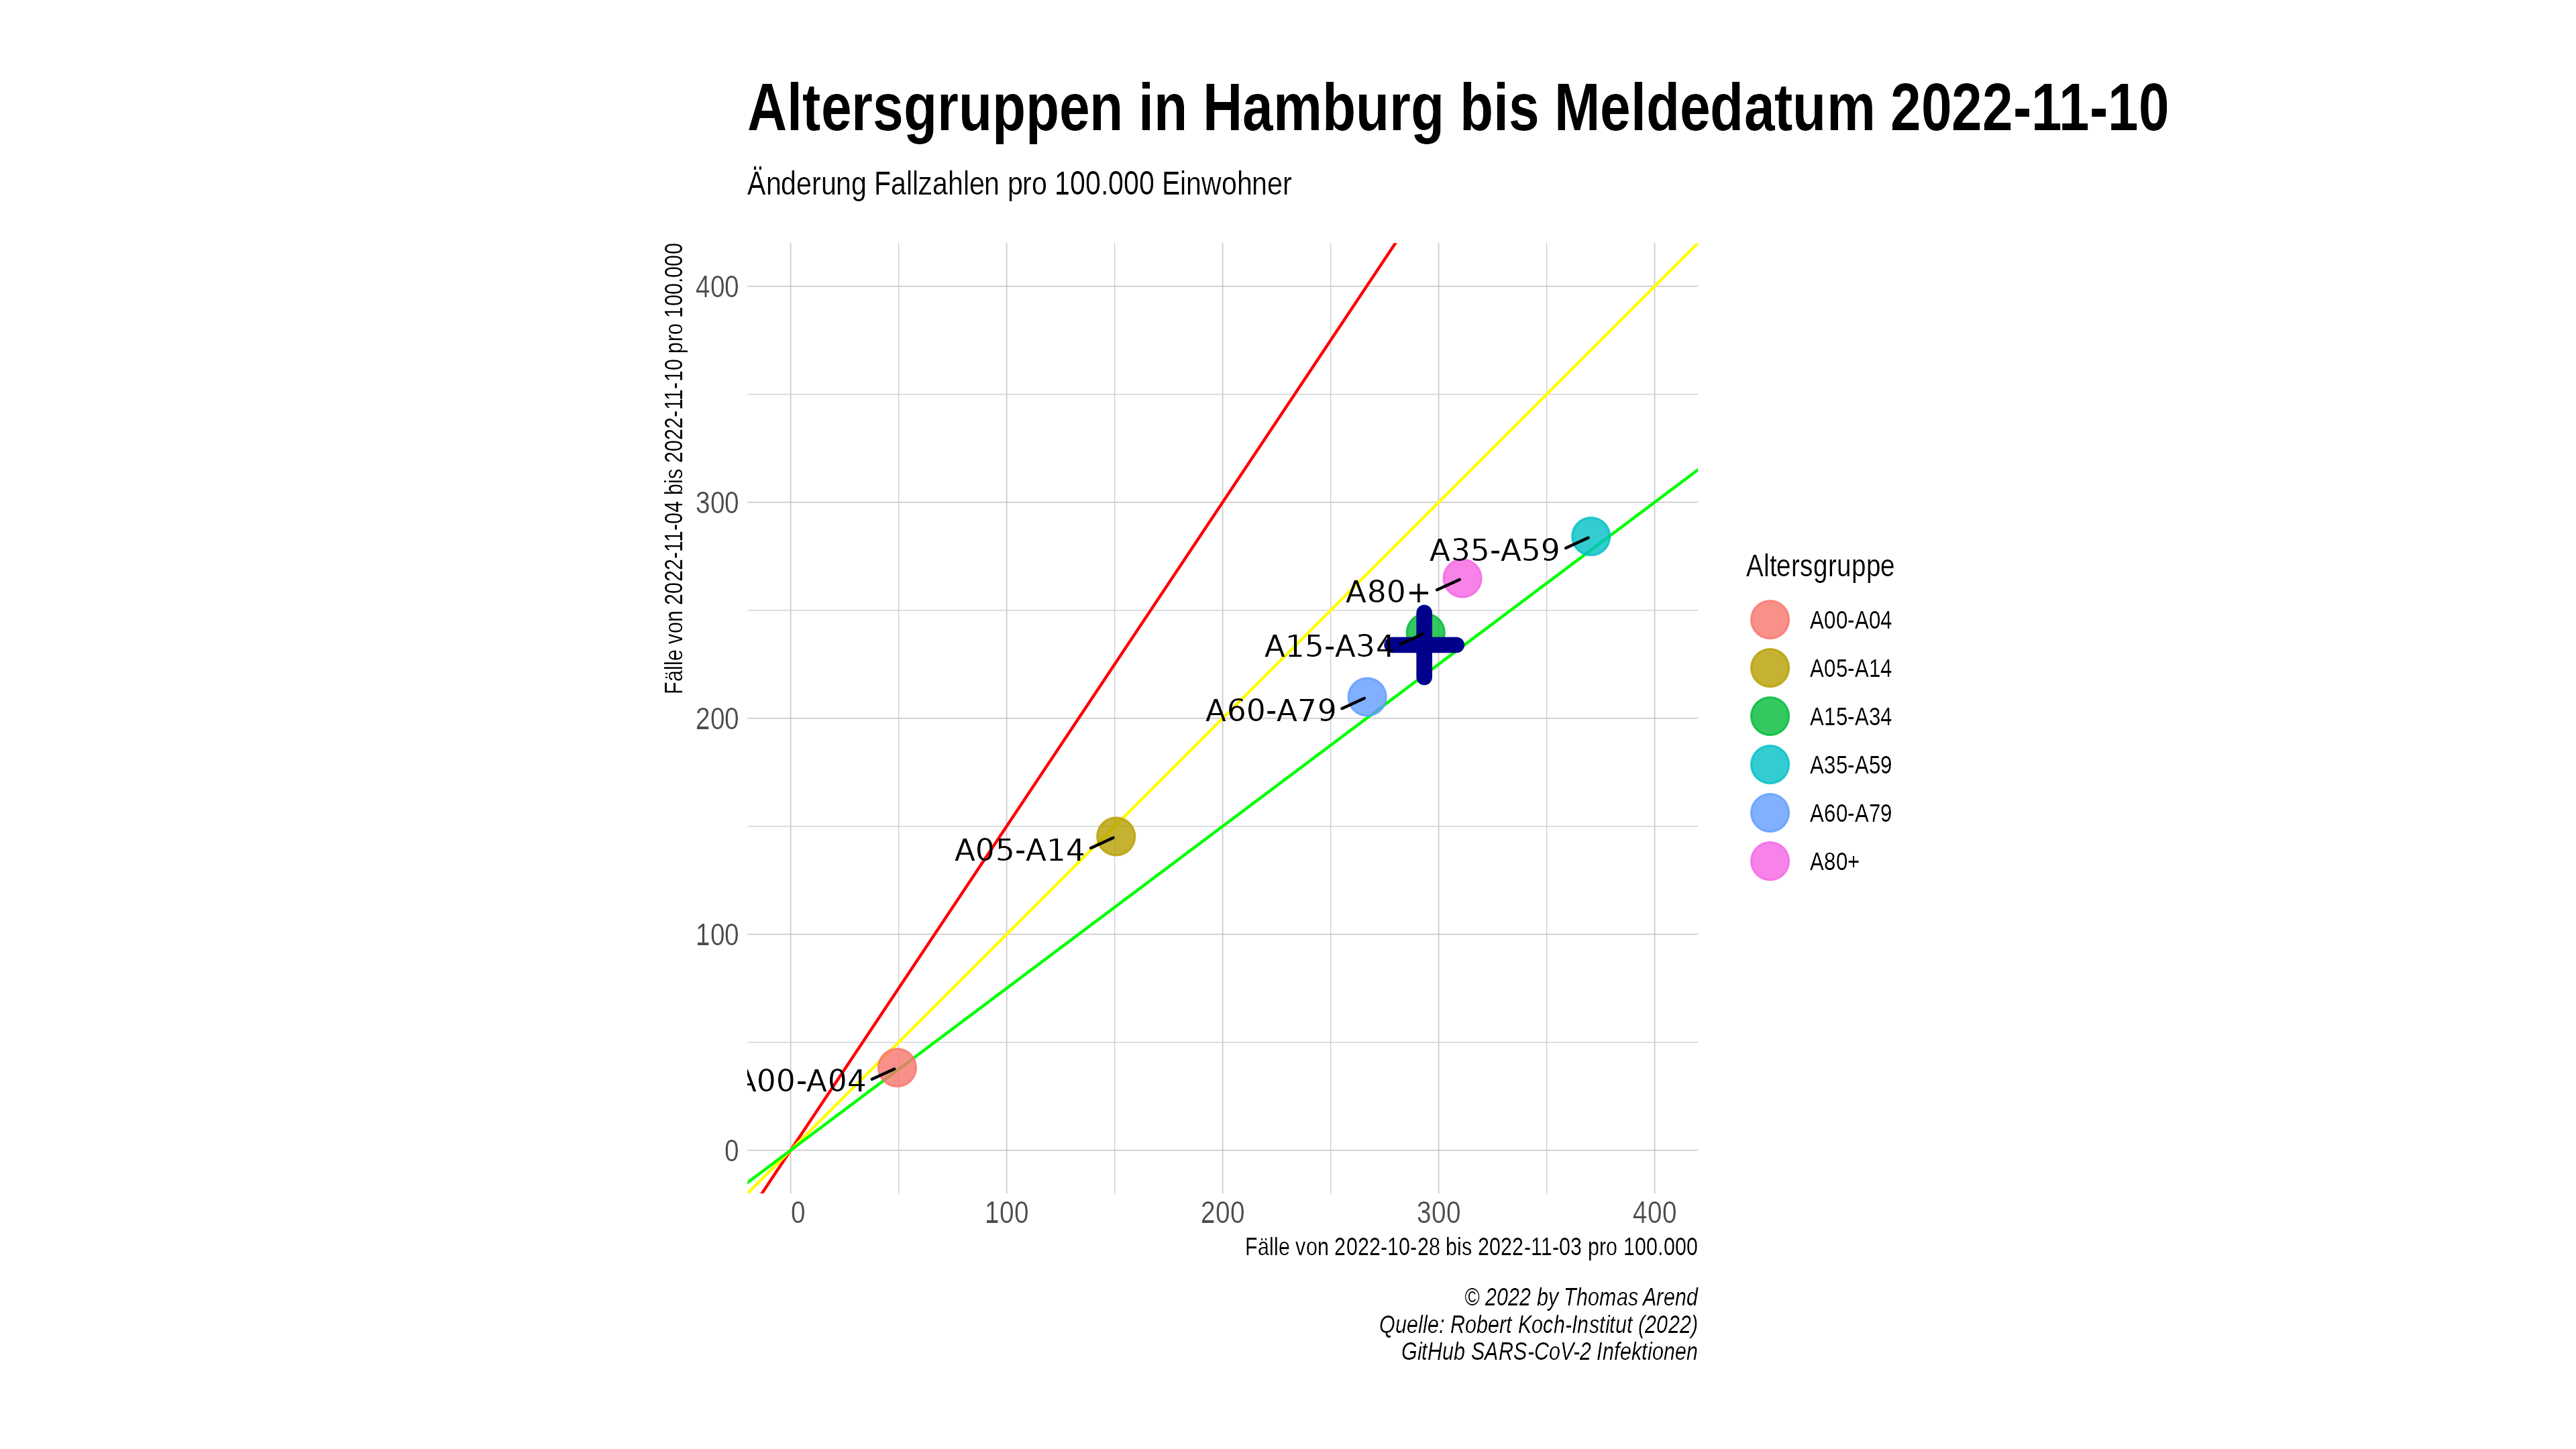 Altersgruppen in Hamburg bis Meldedatum 2022-11-10
Änderung Fallzahlen pro 100.000 Einwohner
Fälle von 2022-11-04 bis 2022-11-10 pro 100.000
400
300
200
100
0
A35-A59
A80+
A15-A34
A60-A79
A05-A14
A00-A04
0
100
200
300
400
Fälle von 2022-10-28 bis 2022-11-03 pro 100.000
Altersgruppe
A00-A04
A05-A14
A15-A34
A35-A59
A60-A79
A80+
© 2022 by Thomas Arend
Quelle: Robert Koch-Institut (2022)
GitHub SARS-CoV-2 Infektionen